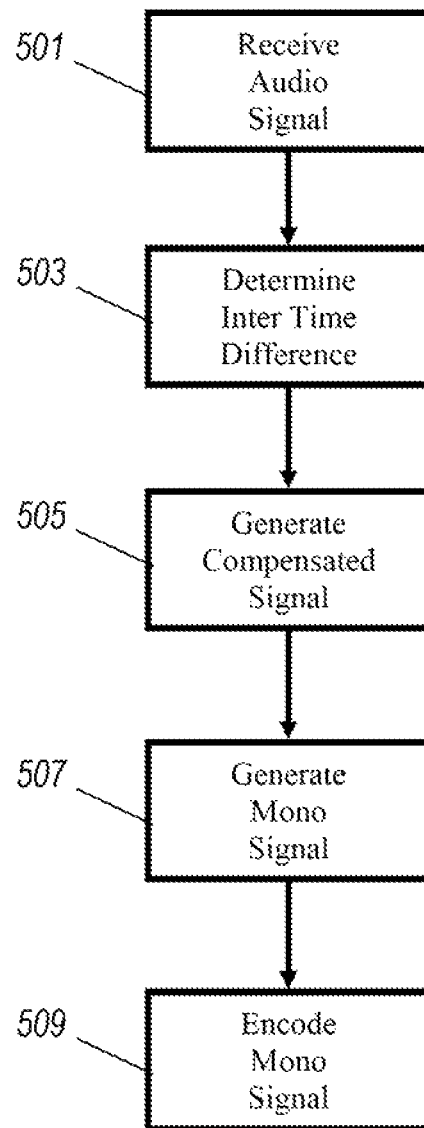 501
Receive
Audio
Signal
503
Determine
Inter Time
Difference
505
Generate
Compensated
Signal
507
Generate
Mono
Signal
509
Encode
Mono
Signal